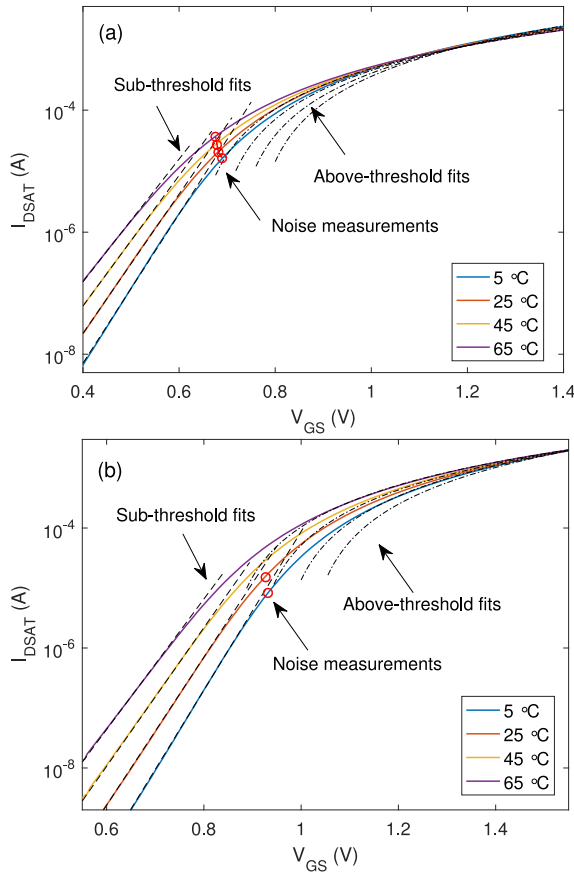 (a)
Sub-threshold fits
Above-threshold fits
Noise measurements
I_DSAT (A)
10^-4
10^-6
10^-8
5 °C
25 °C
45 °C
65 °C
0.4 0.6 0.8 1 1.2 1.4
V_GS (V)
(b)
Sub-threshold fits
Above-threshold fits
Noise measurements
I_DSAT (A)
10^-4
10^-6
10^-8
5 °C
25 °C
45 °C
65 °C
0.6 0.8 1 1.2 1.4
V_GS (V)